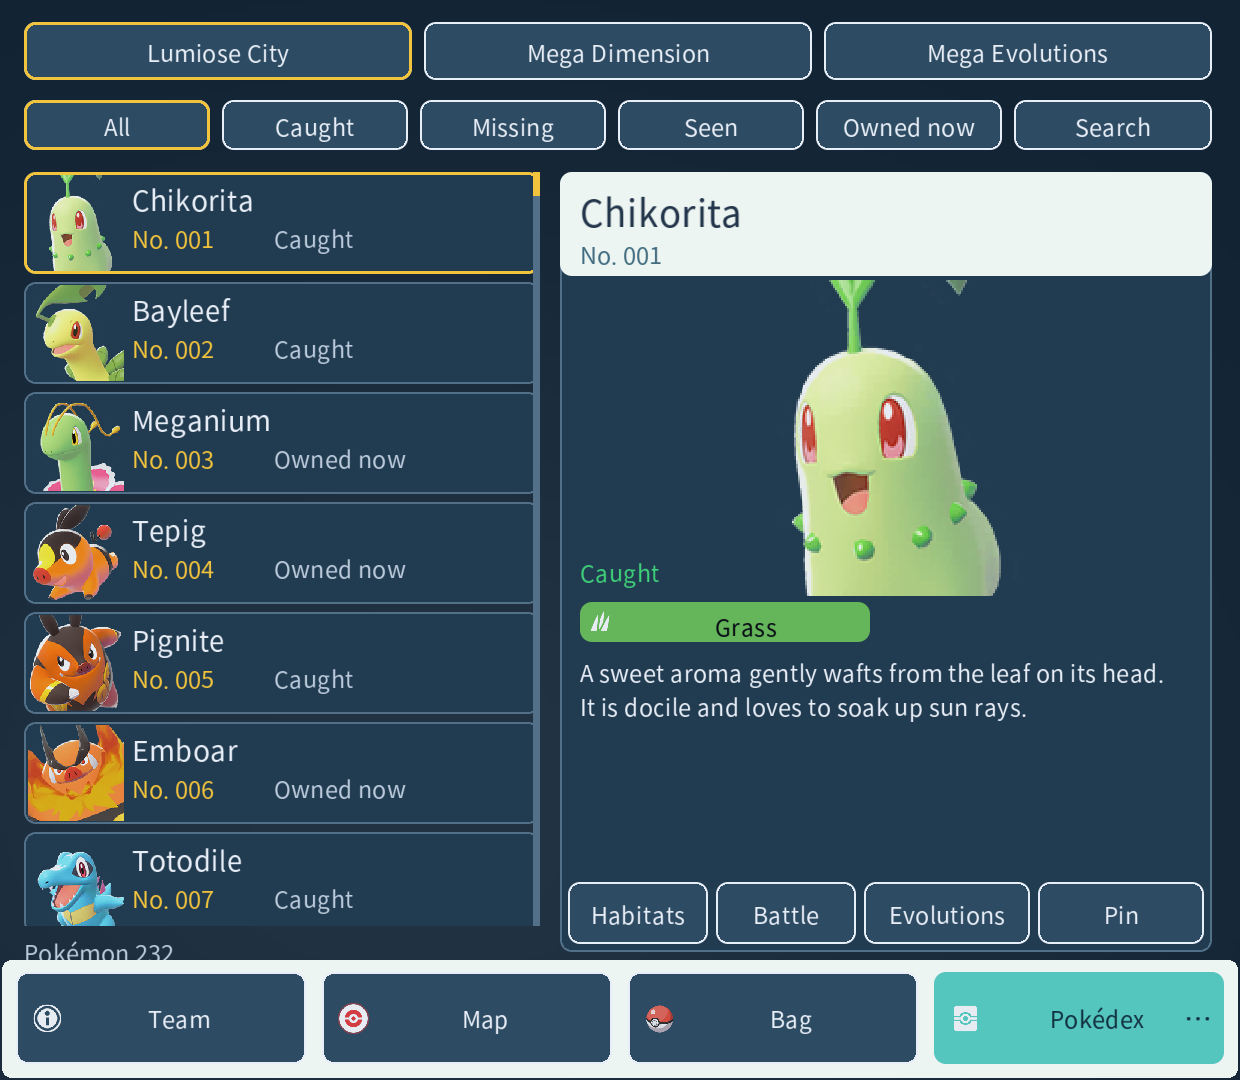 Lumiose City
Mega Dimension
Mega Evolutions
All
Caught
Missing
Seen
Owned now
Search
Chikorita
No. 001 Caught
Bayleef
No. 002 Caught
Meganium
No. 003 Owned now
Tepig
No. 004 Owned now
Pignite
No. 005 Caught
Emboar
No. 006 Owned now
Totodile
No. 007 Caught
Pokémon 232
Chikorita
No. 001
Caught
Grass
A sweet aroma gently wafts from the leaf on its head.
It is docile and loves to soak up sun rays.
Habitats
Battle
Evolutions
Pin
Team
Map
Bag
Pokédex ...